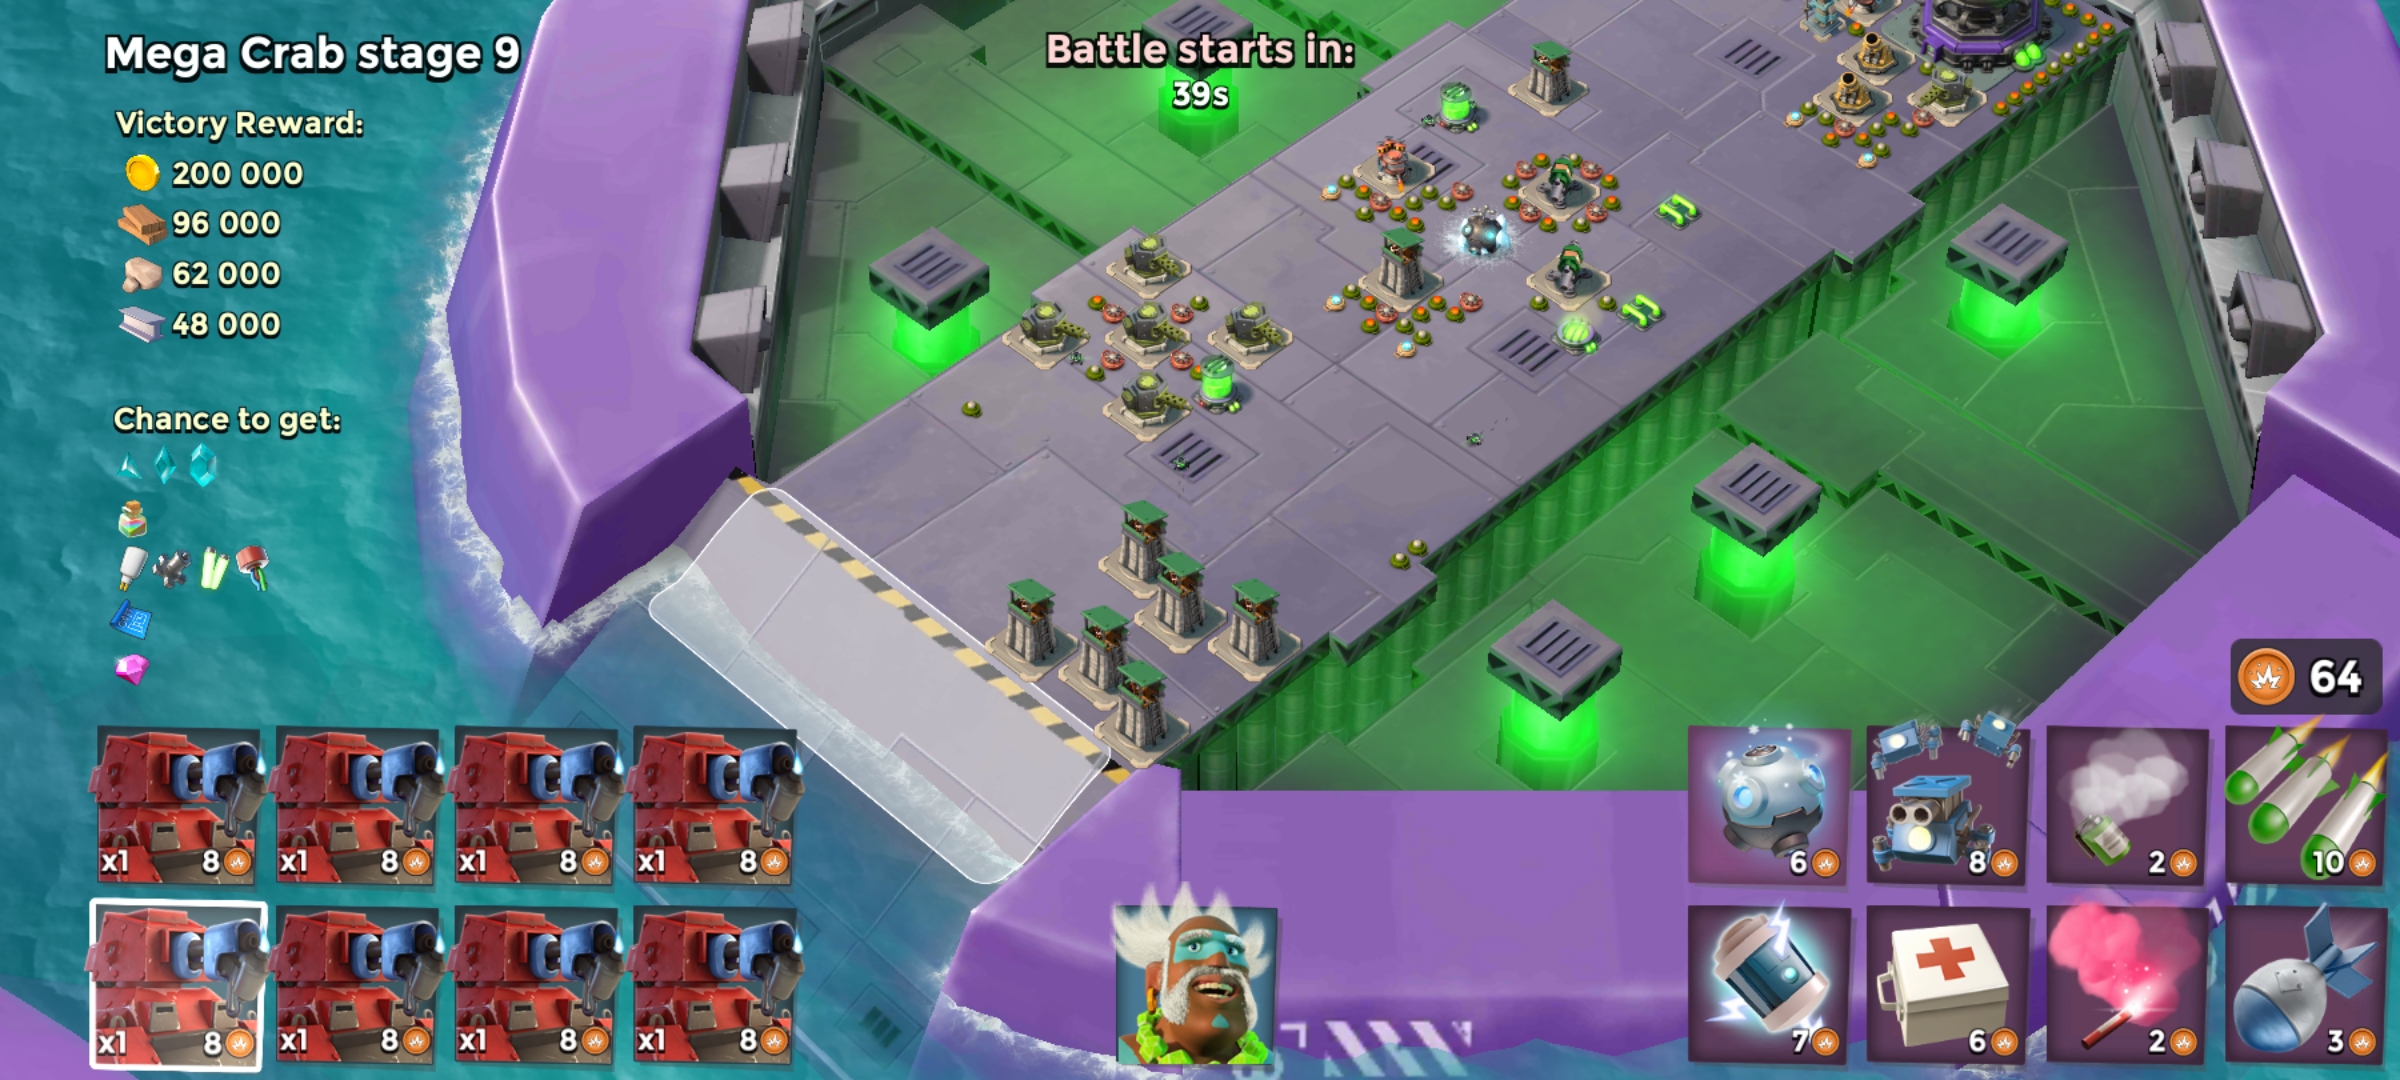 Mega Crab stage 9
Battle starts in:
39s
Victory Reward:
200 000
96 000
62 000
48 000
Chance to get:
64
x1 8
x1 8
x1 8
x1 8
6
8
2
10
x1 8
x1 8
x1 8
x1 8
7
6
2
3